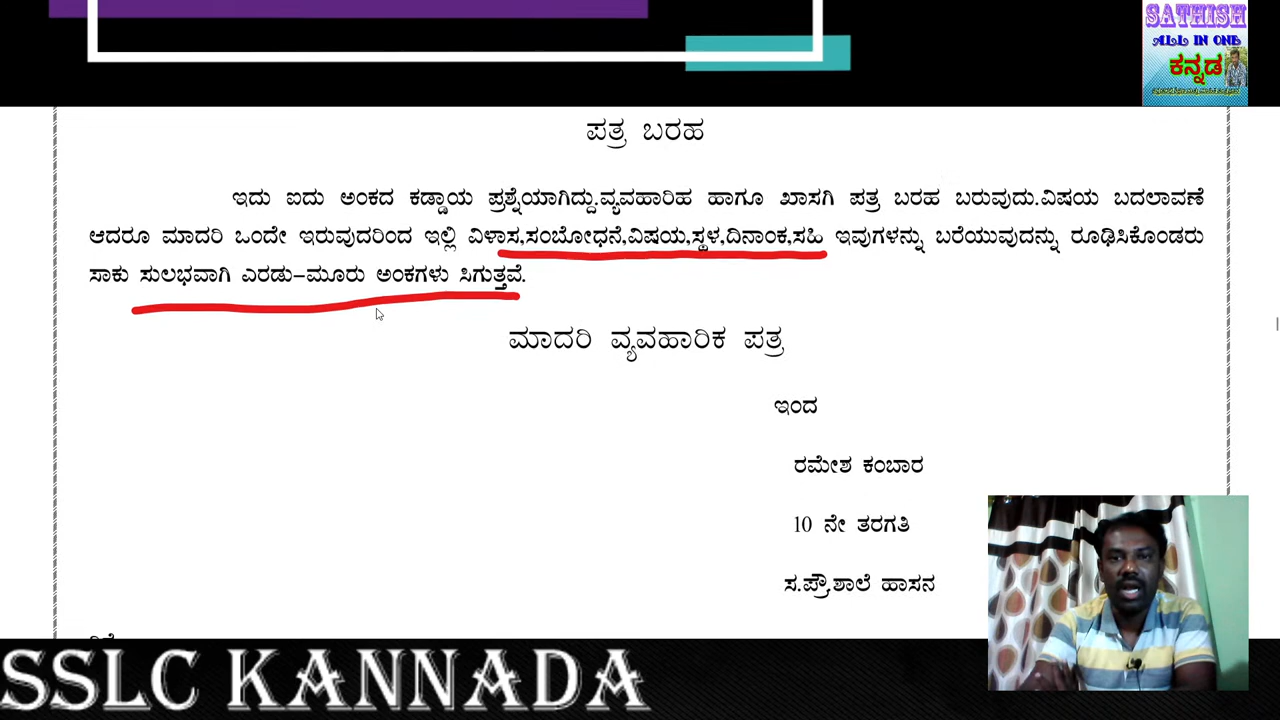 SATHISH
ALL IN ONE
ಕನ್ನಡ
ಪತ್ರ ಬರಹ
ಇದು ಐದು ಅಂಕದ ಕಡ್ಡಾಯ ಪ್ರಶ್ನೆಯಾಗಿದ್ದು.ವ್ಯವಹಾರಿಹ ಹಾಗೂ ಖಾಸಗಿ ಪತ್ರ ಬರಹ ಬರುವುದು.ವಿಷಯ ಬದಲಾವಣೆ
ಆದರೂ ಮಾದರಿ ಒಂದೇ ಇರುವುದರಿಂದ ಇಲ್ಲಿ ವಿಳಾಸ,ಸಂಬೋಧನೆ,ವಿಷಯ,ಸ್ಥಳ,ದಿನಾಂಕ,ಸಹಿ ಇವುಗಳನ್ನು ಬರೆಯುವುದನ್ನು ರೂಢಿಸಿಕೊಂಡರು
ಸಾಕು ಸುಲಭವಾಗಿ ಎರಡು–ಮೂರು ಅಂಕಗಳು ಸಿಗುತ್ತವೆ.
ಮಾದರಿ ವ್ಯವಹಾರಿಕ ಪತ್ರ
ಇಂದ
ರಮೇಶ ಕಂಬಾರ
10 ನೇ ತರಗತಿ
ಸ.ಪ್ರೌ.ಶಾಲೆ ಹಾಸನ
SSLC KANNADA